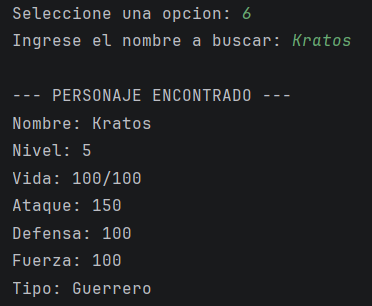 Seleccione una opcion: 6
Ingrese el nombre a buscar: Kratos
--- PERSONAJE ENCONTRADO ---
Nombre: Kratos
Nivel: 5
Vida: 100/100
Ataque: 150
Defensa: 100
Fuerza: 100
Tipo: Guerrero